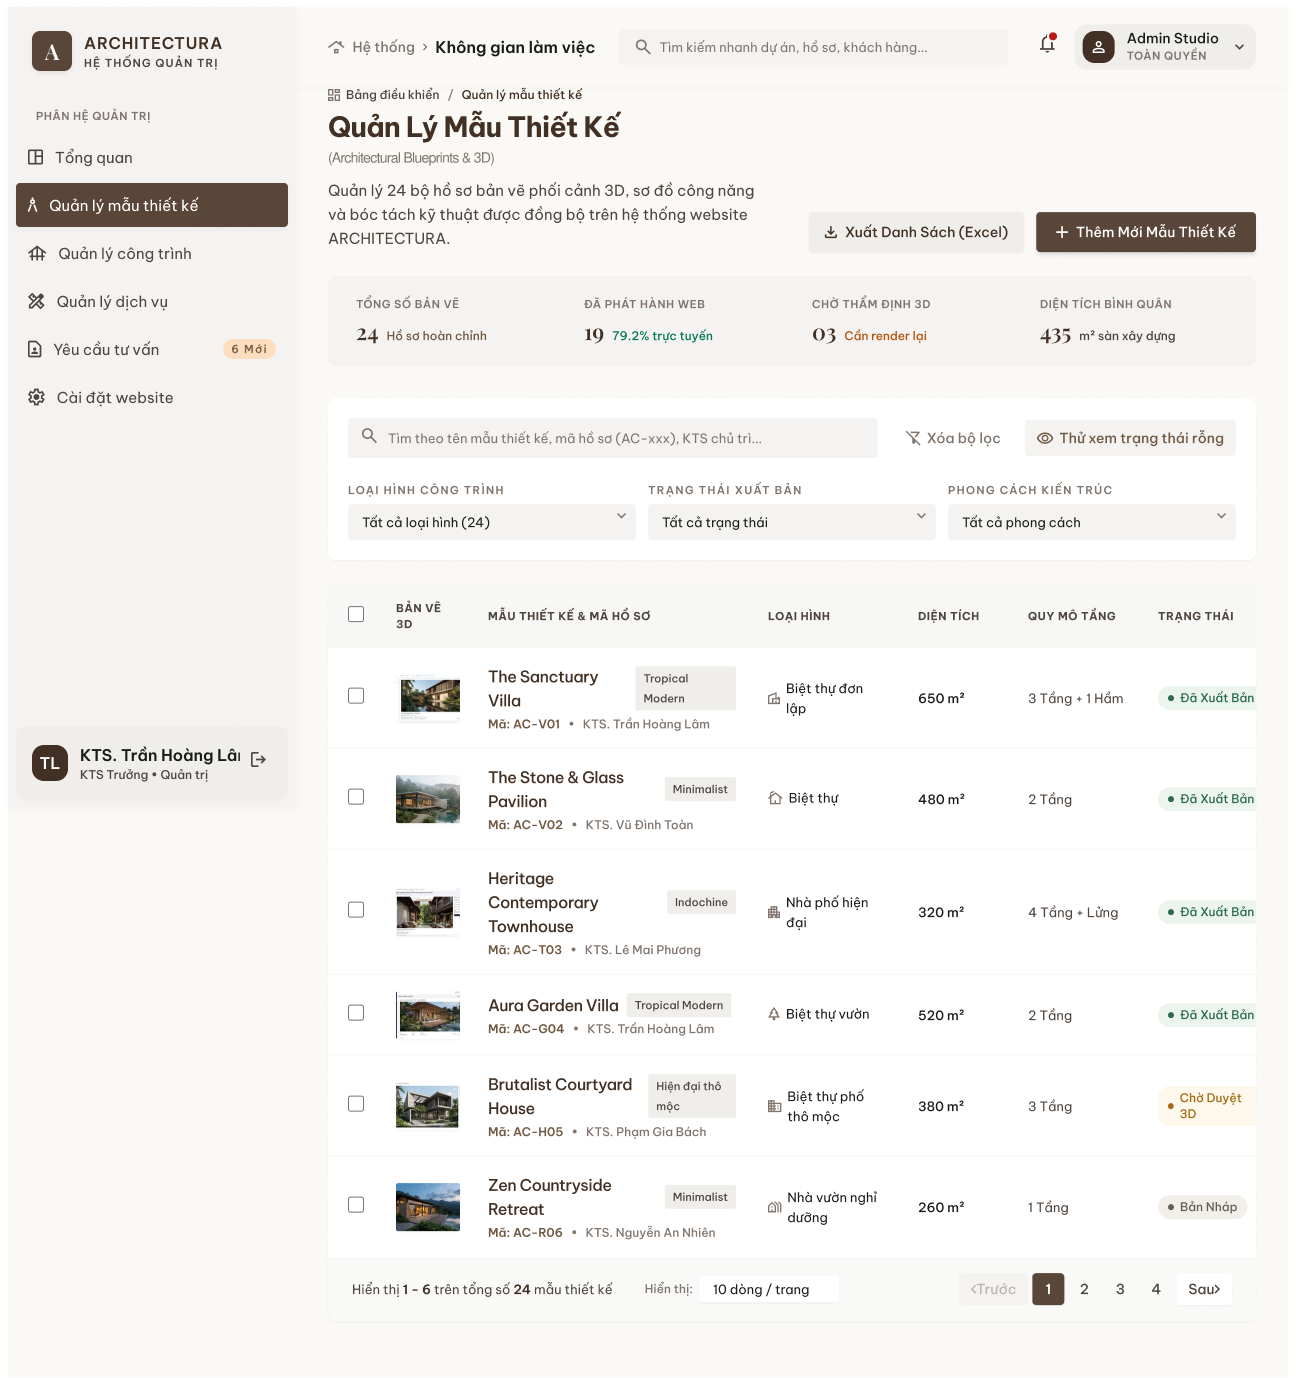 A
ARCHITECTURA
HỆ THỐNG QUẢN TRỊ
PHÂN HỆ QUẢN TRỊ
Tổng quan
Quản lý mẫu thiết kế
Quản lý công trình
Quản lý dịch vụ
Yêu cầu tư vấn
6 Mới
Cài đặt website
TL
KTS. Trần Hoàng Lâ
KTS Trưởng • Quản trị
Hệ thống › Không gian làm việc
Tìm kiếm nhanh dự án, hồ sơ, khách hàng...
Admin Studio
TOÀN QUYỀN
Bảng điều khiển / Quản lý mẫu thiết kế
Quản Lý Mẫu Thiết Kế
(Architectural Blueprints & 3D)
Quản lý 24 bộ hồ sơ bản vẽ phối cảnh 3D, sơ đồ công năng
và bóc tách kỹ thuật được đồng bộ trên hệ thống website
ARCHITECTURA.
Xuất Danh Sách (Excel)
Thêm Mới Mẫu Thiết Kế
TỔNG SỐ BẢN VẼ
24 Hồ sơ hoàn chỉnh
ĐÃ PHÁT HÀNH WEB
19 79.2% trực tuyến
CHỜ THẨM ĐỊNH 3D
03 Cần render lại
DIỆN TÍCH BÌNH QUÂN
435 m² sàn xây dựng
Tìm theo tên mẫu thiết kế, mã hồ sơ (AC-xxx), KTS chủ trì...
Xóa bộ lọc
Thử xem trạng thái rỗng
LOẠI HÌNH CÔNG TRÌNH
Tất cả loại hình (24)
TRẠNG THÁI XUẤT BẢN
Tất cả trạng thái
PHONG CÁCH KIẾN TRÚC
Tất cả phong cách
BẢN VẼ
3D
MẪU THIẾT KẾ & MÃ HỒ SƠ
LOẠI HÌNH
DIỆN TÍCH
QUY MÔ TẦNG
TRẠNG THÁI
The Sanctuary
Villa
Tropical
Modern
Mã: AC-V01 • KTS. Trần Hoàng Lâm
Biệt thự đơn
lập
650 m²
3 Tầng + 1 Hầm
Đã Xuất Bản
The Stone & Glass
Pavilion
Minimalist
Mã: AC-V02 • KTS. Vũ Đình Toàn
Biệt thự
480 m²
2 Tầng
Đã Xuất Bản
Heritage
Contemporary
Townhouse
Indochine
Mã: AC-T03 • KTS. Lê Mai Phương
Nhà phố hiện
đại
320 m²
4 Tầng + Lửng
Đã Xuất Bản
Aura Garden Villa
Tropical Modern
Mã: AC-G04 • KTS. Trần Hoàng Lâm
Biệt thự vườn
520 m²
2 Tầng
Đã Xuất Bản
Brutalist Courtyard
House
Hiện đại thô
mộc
Mã: AC-H05 • KTS. Phạm Gia Bách
Biệt thự phố
thô mộc
380 m²
3 Tầng
Chờ Duyệt
3D
Zen Countryside
Retreat
Minimalist
Mã: AC-R06 • KTS. Nguyễn An Nhiên
Nhà vườn nghỉ
dưỡng
260 m²
1 Tầng
Bản Nháp
Hiển thị 1 - 6 trên tổng số 24 mẫu thiết kế
Hiển thị: 10 dòng / trang
‹Trước 1 2 3 4 Sau›